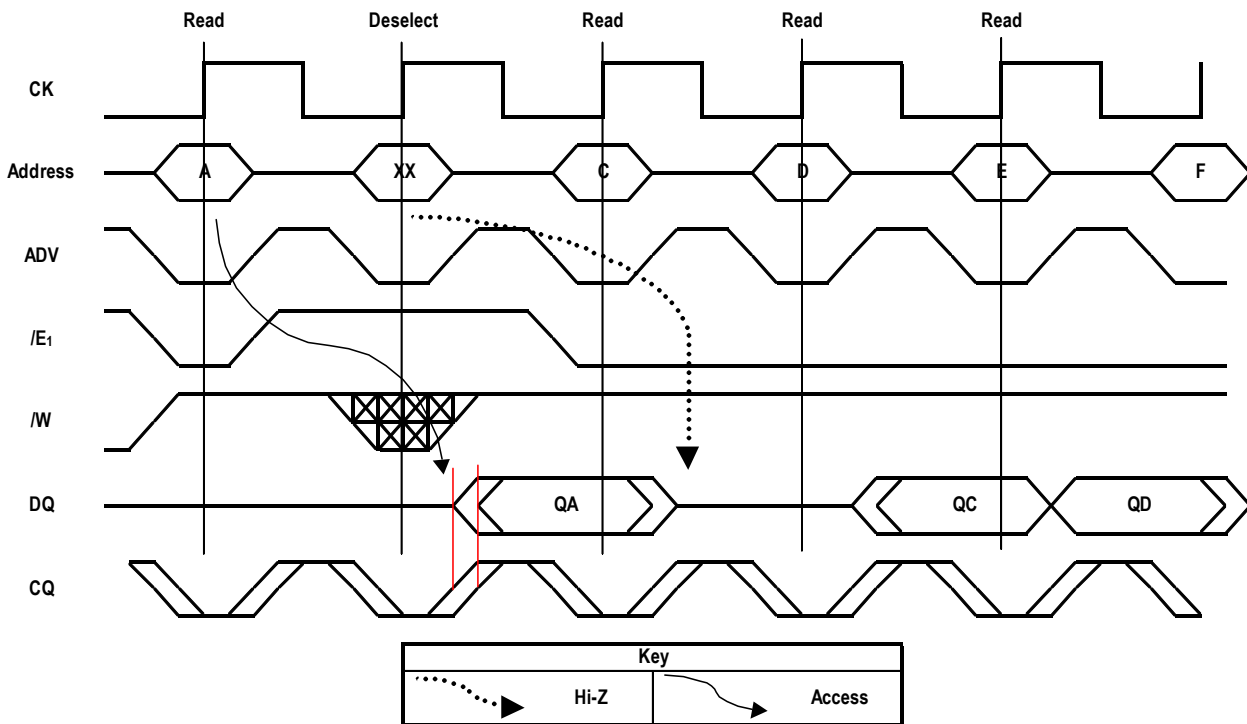 Read Deselect Read Read Read
CK
Address A XX C D E F
ADV
/E1
/W
DQ QA QC QD
CQ
Key
Hi-Z Access